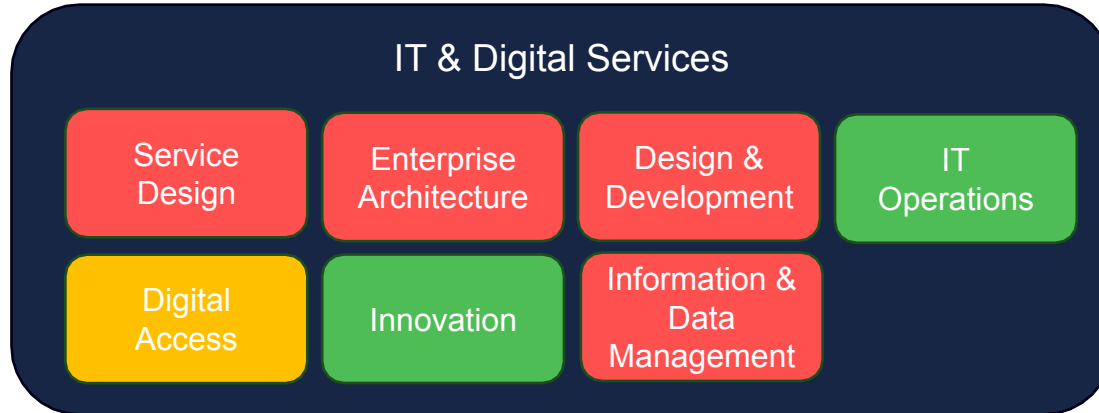 IT & Digital Services
Service
Design
Enterprise
Architecture
Design &
Development
IT
Operations
Digital
Access
Innovation
Information &
Data
Management